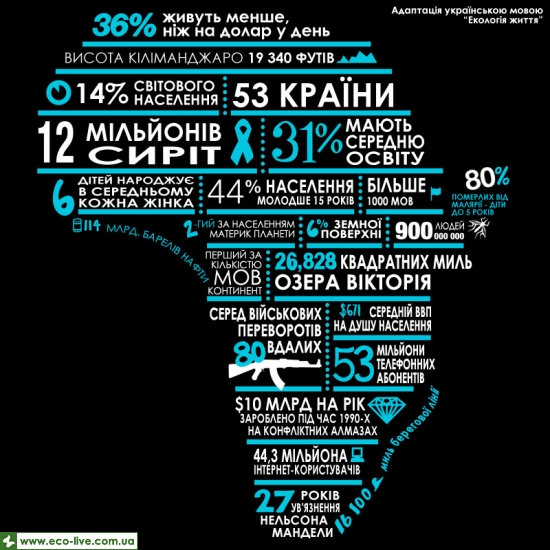 Адаптація українською мовою
"Екологія життя"
36% живуть менше,
ніж на долар у день
ВИСОТА КІЛІМАНДЖАРО 19 340 ФУТІВ
14% СВІТОВОГО
НАСЕЛЕННЯ
53 КРАЇНИ
12 МІЛЬЙОНІВ
СИРІТ
31% МАЮТЬ
СЕРЕДНЮ
ОСВІТУ
6 ДІТЕЙ НАРОДЖУЄ
В СЕРЕДНЬОМУ
КОЖНА ЖІНКА
44% НАСЕЛЕННЯ
МОЛОДШЕ 15 РОКІВ
БІЛЬШЕ
1000 МОВ
80%
ПОМЕРЛИХ ВІД
МАЛЯРІЇ - ДІТИ
ДО 5 РОКІВ
114 МЛРД. БАРЕЛІВ НАФТИ
2-ГИЙ ЗА НАСЕЛЕННЯМ
МАТЕРИК ПЛАНЕТИ
6% ЗЕМНОЇ
ПОВЕРХНІ
900 ЛЮДЕЙ
000 000
ПЕРШИЙ ЗА
КІЛЬКІСТЮ
МОВ
КОНТИНЕНТ
26,828 КВАДРАТНИХ МИЛЬ
ОЗЕРА ВІКТОРІЯ
СЕРЕД ВІЙСЬКОВИХ
ПЕРЕВОРОТІВ
80 ВДАЛИХ
$671 СЕРЕДНІЙ ВВП
НА ДУШУ НАСЕЛЕННЯ
53 МІЛЬЙОНИ
ТЕЛЕФОННИХ
АБОНЕНТІВ
$10 МЛРД НА РІК
ЗАРОБЛЕНО ПІД ЧАС 1990-Х
НА КОНФЛІКТНИХ АЛМАЗАХ
44,3 МІЛЬЙОНА
ІНТЕРНЕТ-КОРИСТУВАЧІВ
27 РОКІВ
УВ'ЯЗНЕННЯ
НЕЛЬСОНА
МАНДЕЛИ
16 100 миль берегової лінії
www.eco-live.com.ua